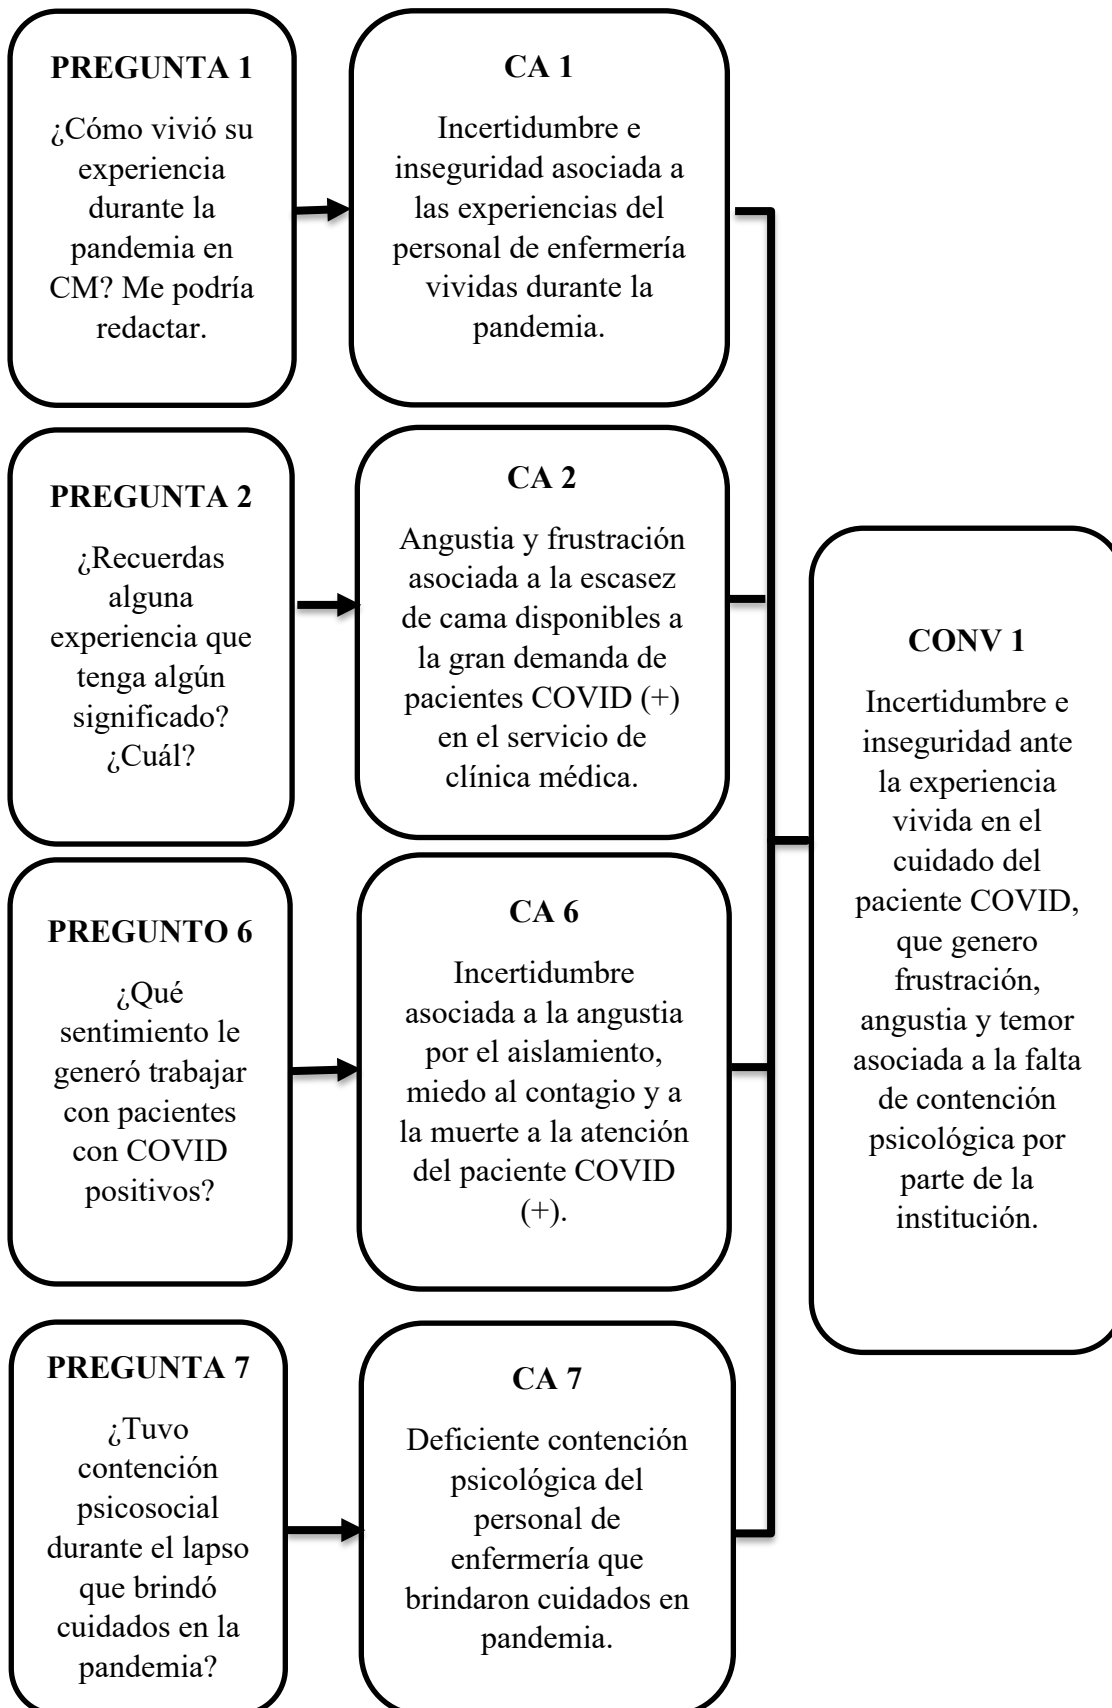 PREGUNTA 1
¿Cómo vivió su
experiencia
durante la
pandemia en
CM? Me podría
redactar.
CA 1
Incertidumbre e
inseguridad asociada a
las experiencias del
personal de enfermería
vividas durante la
pandemia.
PREGUNTA 2
¿Recuerdas
alguna
experiencia que
tenga algún
significado?
¿Cuál?
CA 2
Angustia y frustración
asociada a la escasez
de cama disponibles a
la gran demanda de
pacientes COVID (+)
en el servicio de
clínica médica.
PREGUNTO 6
¿Qué
sentimiento le
generó trabajar
con pacientes
con COVID
positivos?
CA 6
Incertidumbre
asociada a la angustia
por el aislamiento,
miedo al contagio y a
la muerte a la atención
del paciente COVID
(+).
PREGUNTA 7
¿Tuvo
contención
psicosocial
durante el lapso
que brindó
cuidados en la
pandemia?
CA 7
Deficiente contención
psicológica del
personal de
enfermería que
brindaron cuidados en
pandemia.
CONV 1
Incertidumbre e
inseguridad ante
la experiencia
vivida en el
cuidado del
paciente COVID,
que genero
frustración,
angustia y temor
asociada a la falta
de contención
psicológica por
parte de la
institución.